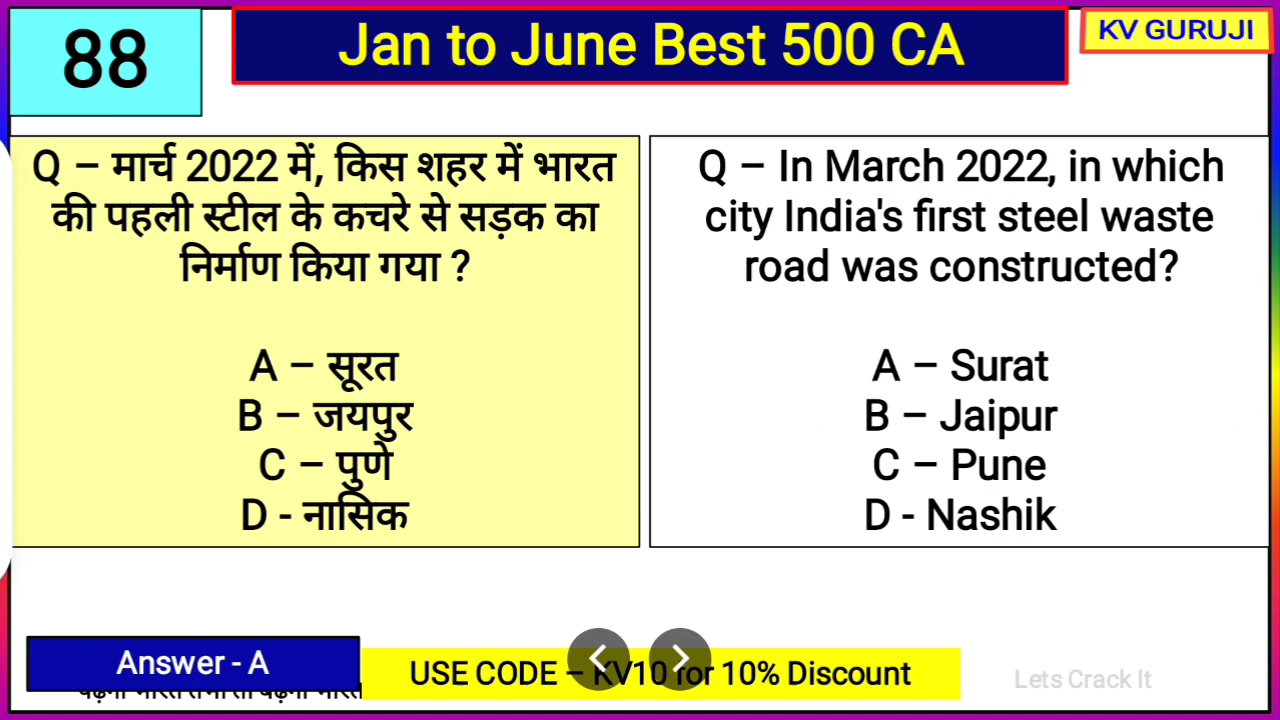 88
Jan to June Best 500 CA
KV GURUJI
Q – मार्च 2022 में, किस शहर में भारत
की पहली स्टील के कचरे से सड़क का
निर्माण किया गया ?
A – सूरत
B – जयपुर
C – पुणे
D - नासिक
Q – In March 2022, in which
city India's first steel waste
road was constructed?
A – Surat
B – Jaipur
C – Pune
D - Nashik
Answer - A
USE CODE – KV10 for 10% Discount
Lets Crack It